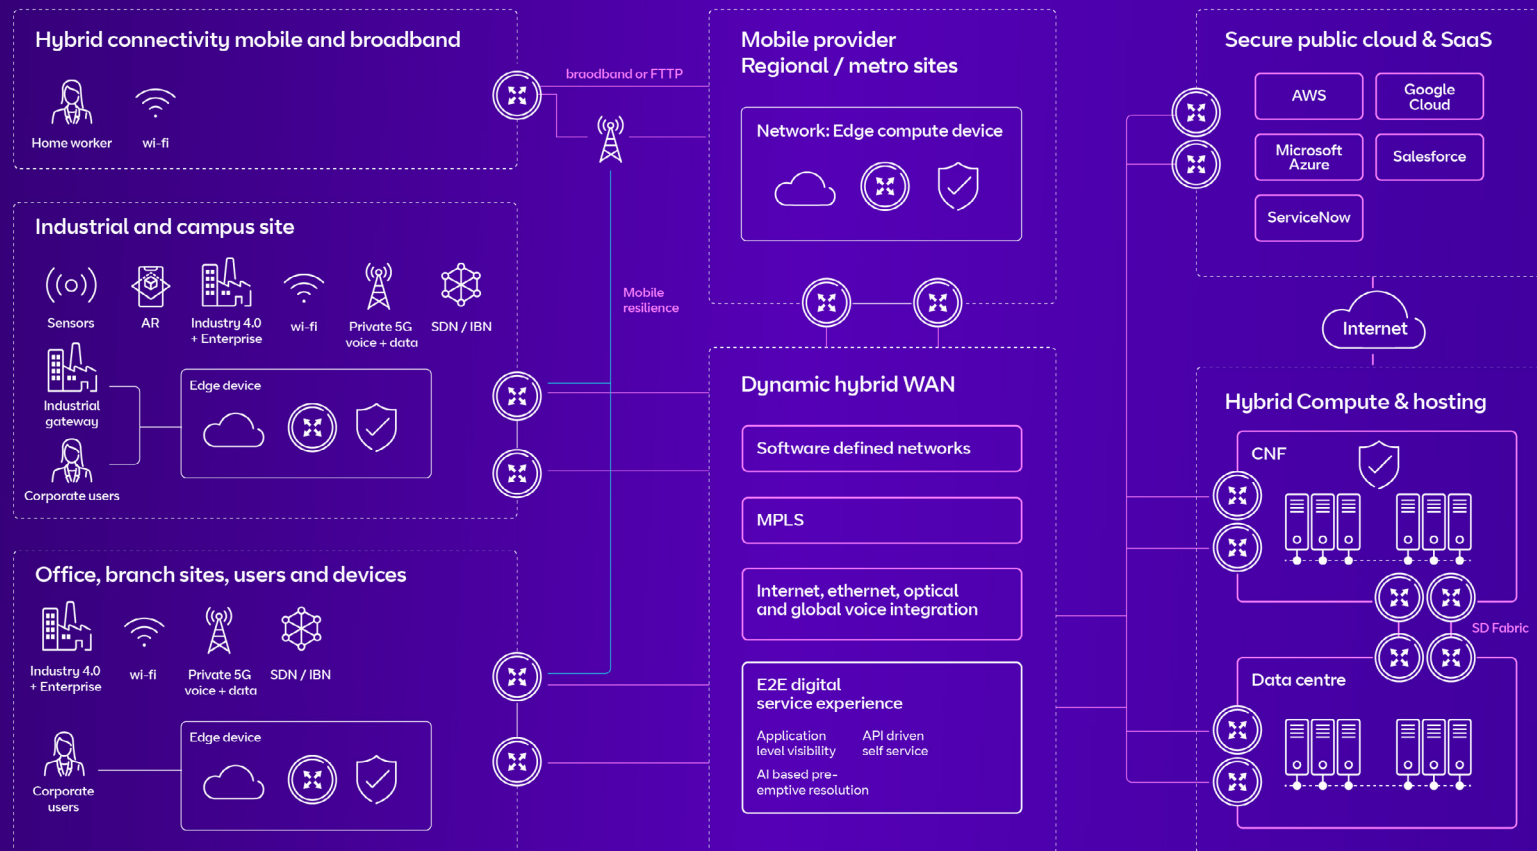 Hybrid connectivity mobile and broadband
Home worker
wi-fi
braodband or FTTP
Industrial and campus site
Sensors
AR
Industry 4.0
+ Enterprise
wi-fi
Private 5G
voice + data
SDN / IBN
Industrial
gateway
Corporate users
Edge device
Mobile
resilience
Office, branch sites, users and devices
Industry 4.0
+ Enterprise
wi-fi
Private 5G
voice + data
SDN / IBN
Corporate
users
Edge device
Mobile provider
Regional / metro sites
Network: Edge compute device
Dynamic hybrid WAN
Software defined networks
MPLS
Internet, ethernet, optical
and global voice integration
E2E digital
service experience
Application
level visibility
API driven
self service
AI based pre-
emptive resolution
Secure public cloud & SaaS
AWS
Google
Cloud
Microsoft
Azure
Salesforce
ServiceNow
Internet
Hybrid Compute & hosting
CNF
SD Fabric
Data centre